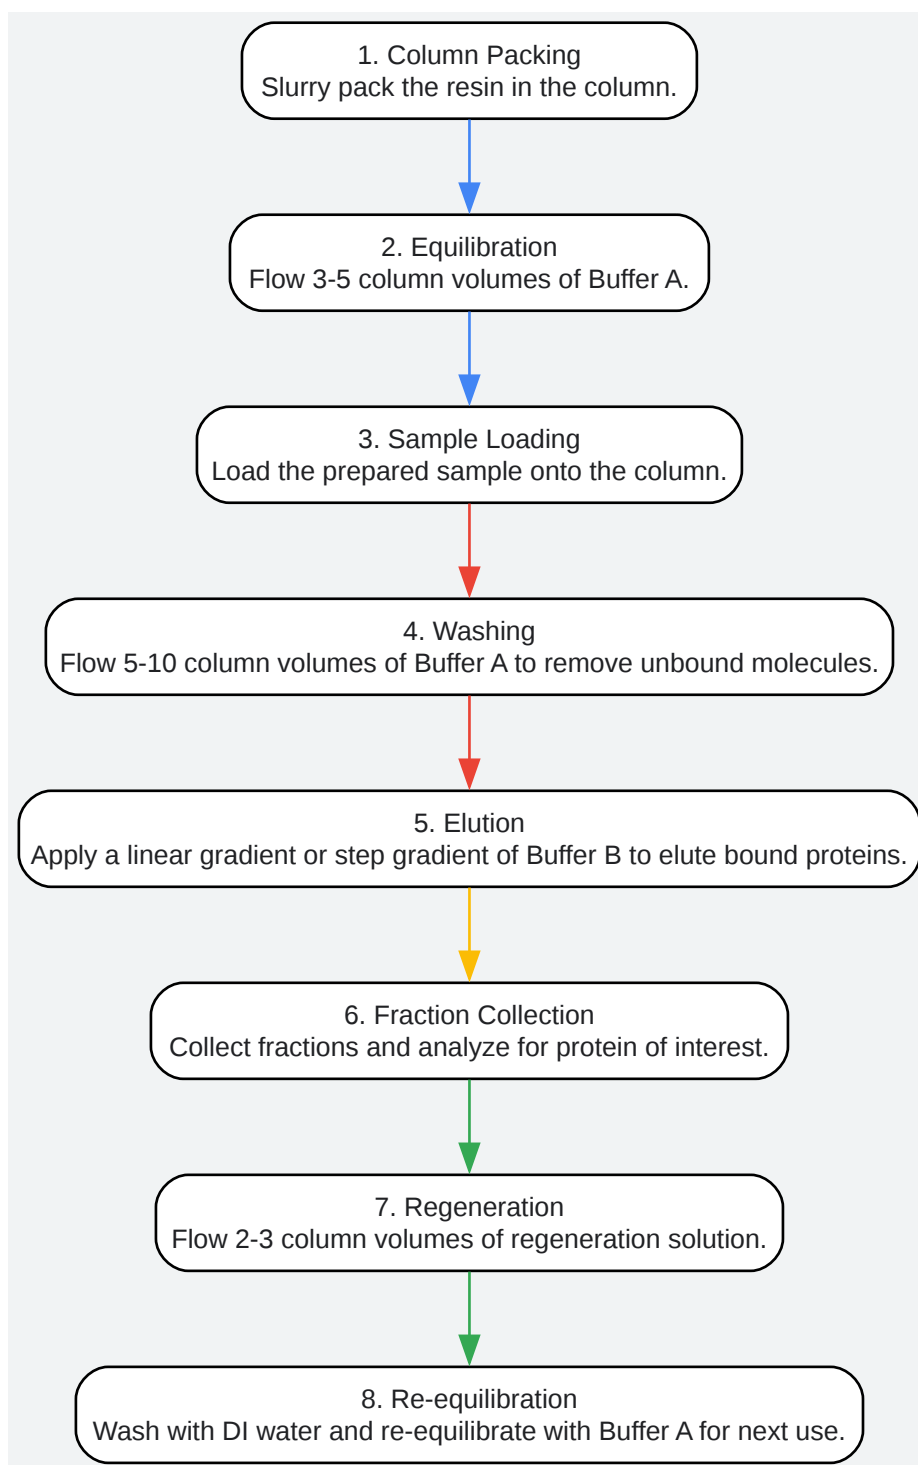 1. Column Packing
Slurry pack the resin in the column.
2. Equilibration
Flow 3-5 column volumes of Buffer A.
3. Sample Loading
Load the prepared sample onto the column.
4. Washing
Flow 5-10 column volumes of Buffer A to remove unbound molecules.
5. Elution
Apply a linear gradient or step gradient of Buffer B to elute bound proteins.
6. Fraction Collection
Collect fractions and analyze for protein of interest.
7. Regeneration
Flow 2-3 column volumes of regeneration solution.
8. Re-equilibration
Wash with DI water and re-equilibrate with Buffer A for next use.